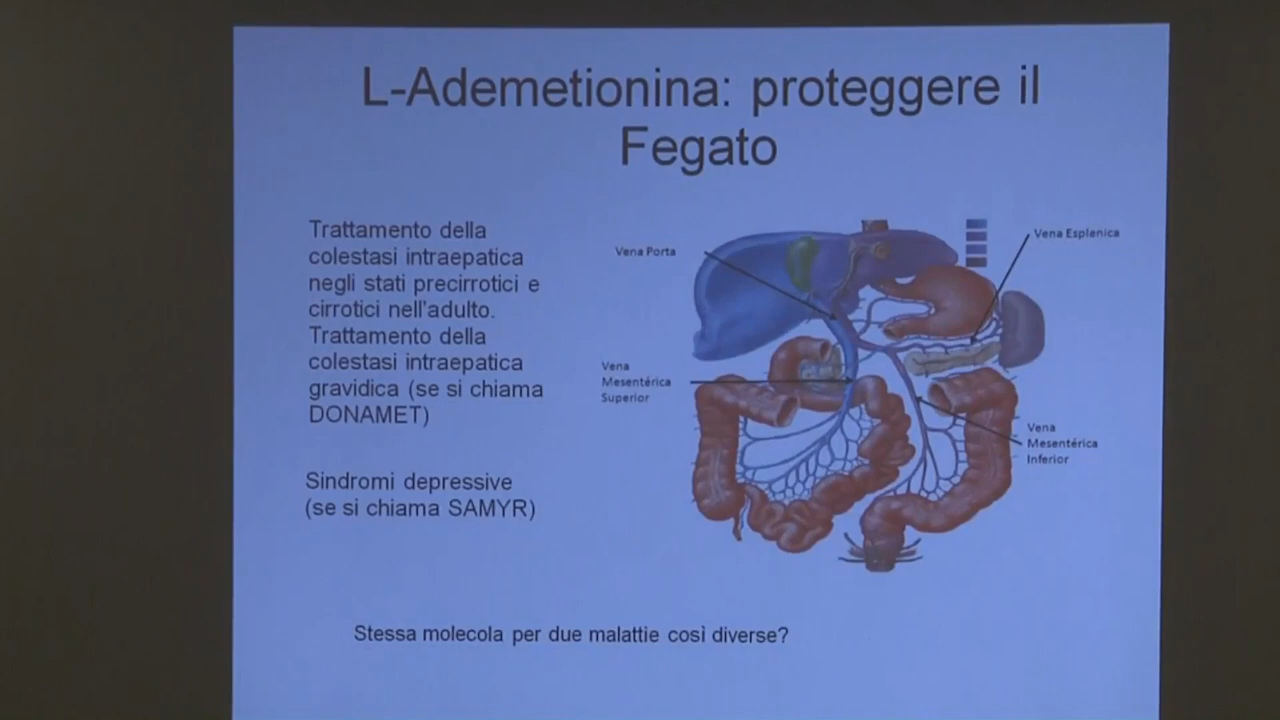 L-Ademetionina: proteggere il
Fegato
Trattamento della
colestasi intraepatica
negli stati precirrotici e
cirrotici nell'adulto.
Trattamento della
colestasi intraepatica
gravidica (se si chiama
DONAMET)
Sindromi depressive
(se si chiama SAMYR)
Vena Porta
Vena Esplenica
Vena
Mesentérica
Superior
Vena
Mesentérica
Inferior
Stessa molecola per due malattie così diverse?